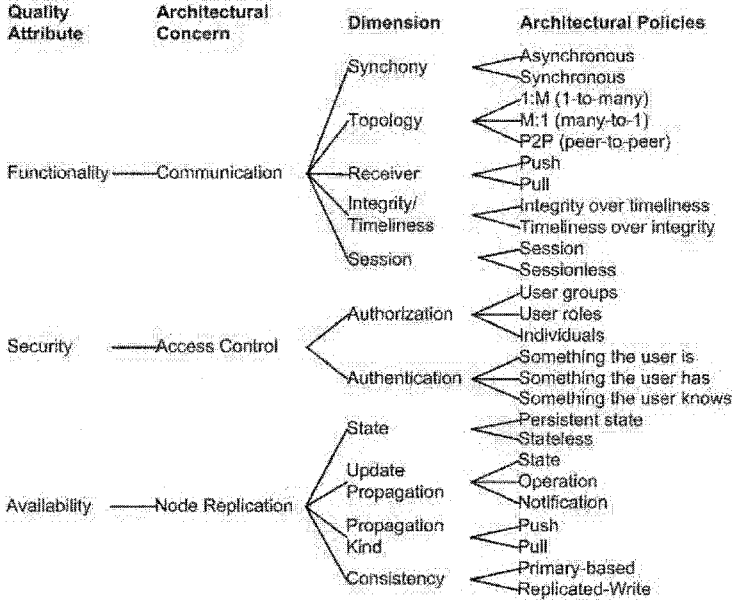 Quality Attribute
Architectural Concern
Dimension
Architectural Policies
Functionality
Communication
Synchony
Asynchronous
Synchronous
Topology
1:M (1-to-many)
M:1 (many-to-1)
P2P (peer-to-peer)
Receiver
Push
Pull
Integrity/
Timeliness
Integrity over timeliness
Timeliness over integrity
Session
Session
Sessionless
Security
Access Control
Authorization
User groups
User roles
Individuals
Authentication
Something the user is
Something the user has
Something the user knows
Availability
Node Replication
State
Persistent state
Stateless
Update
Propagation
State
Operation
Notification
Propagation
Kind
Push
Pull
Consistency
Primary-based
Replicated-Write